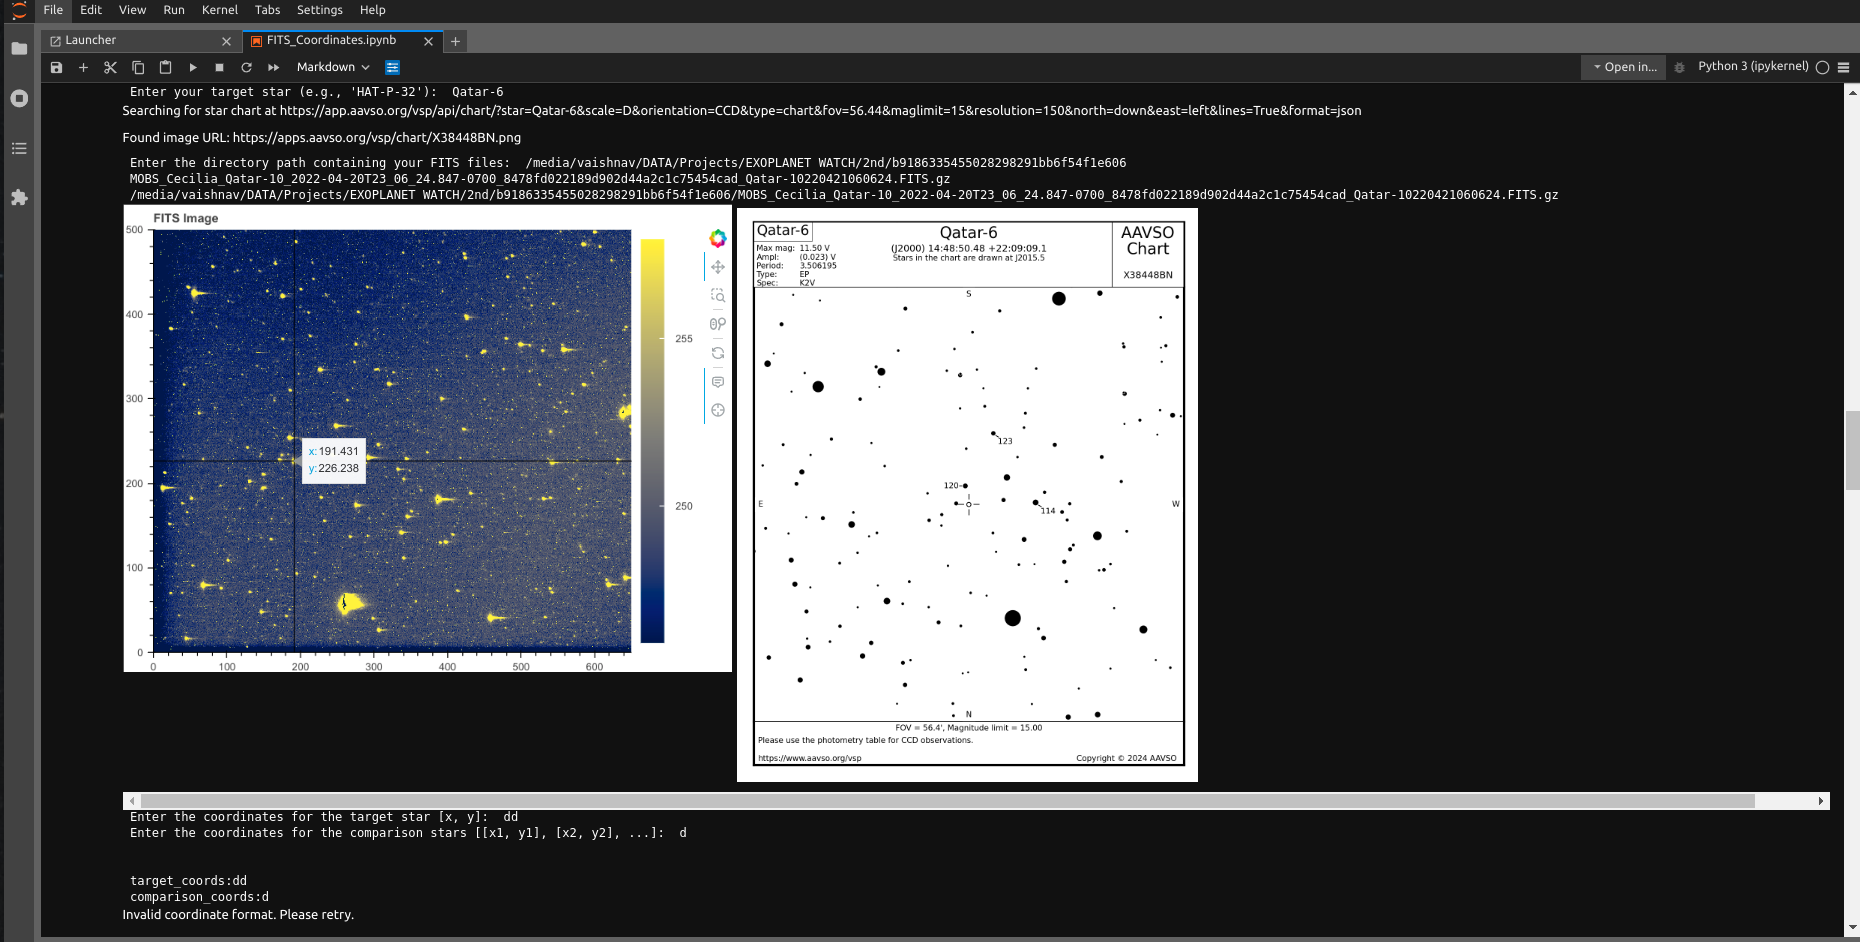 File Edit View Run Kernel Tabs Settings Help
Launcher
FITS_Coordinates.ipynb
Markdown
Open in...
Python 3 (ipykernel)
Enter your target star (e.g., 'HAT-P-32'): Qatar-6
Searching for star chart at https://app.aavso.org/vsp/api/chart/?star=Qatar-6&scale=D&orientation=CCD&type=chart&fov=56.44&maglimit=15&resolution=150&north=down&east=left&lines=True&format=json
Found image URL: https://apps.aavso.org/vsp/chart/X38448BN.png
Enter the directory path containing your FITS files: /media/vaishnav/DATA/Projects/EXOPLANET WATCH/2nd/b9186335455028298291bb6f54f1e606
MOBS_Cecilia_Qatar-10_2022-04-20T23_06_24.847-0700_8478fd022189d902d44a2c1c75454cad_Qatar-10220421060624.FITS.gz
/media/vaishnav/DATA/Projects/EXOPLANET WATCH/2nd/b9186335455028298291bb6f54f1e606/MOBS_Cecilia_Qatar-10_2022-04-20T23_06_24.847-0700_8478fd022189d902d44a2c1c75454cad_Qatar-10220421060624.FITS.gz
FITS Image
500
400
300
200
100
0
0 100 200 300 400 500 600
x: 191.431
y: 226.238
255
250
Qatar-6
Max mag: 11.50 V
Ampl: (0.023) V
Period: 3.506195
Type: EP
Spec: K2V
Qatar-6
(J2000) 14:48:50.48 +22:09:09.1
Stars in the chart are drawn at J2015.5
AAVSO
Chart
X38448BN
S
123
120
E
W
114
N
FOV = 56.4', Magnitude limit = 15.00
Please use the photometry table for CCD observations.
https://www.aavso.org/vsp
Copyright © 2024 AAVSO
Enter the coordinates for the target star [x, y]: dd
Enter the coordinates for the comparison stars [[x1, y1], [x2, y2], ...]: d
target_coords:dd
comparison_coords:d
Invalid coordinate format. Please retry.